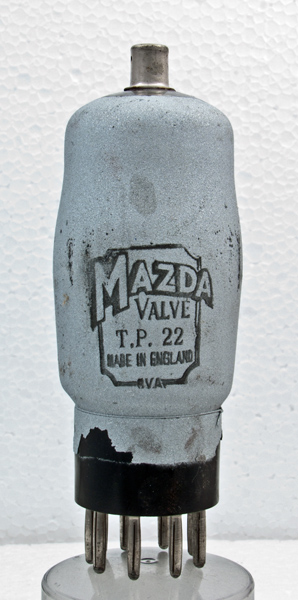 MAZDA
VALVE
T.P. 22
MADE IN ENGLAND
BVA